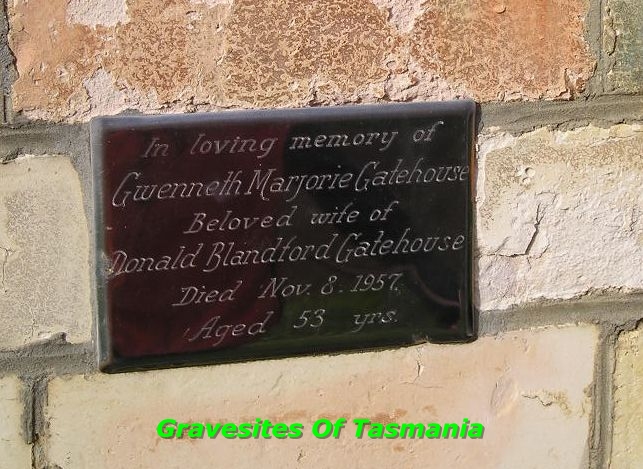 In loving memory of
Gwenneth Marjorie Gatehouse
Beloved wife of
Donald Blandford Gatehouse
Died Nov. 8. 1957.
Aged 53 yrs.
Gravesites Of Tasmania